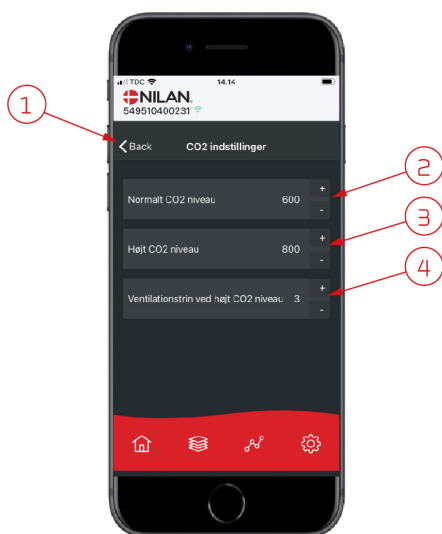 TDC
14.14
NILAN
549510400231
Back
CO2 indstillinger
Normalt CO2 niveau 600
+
-
Højt CO2 niveau 800
+
-
Ventilationstrin ved højt CO2 niveau 3
+
-
1
2
3
4